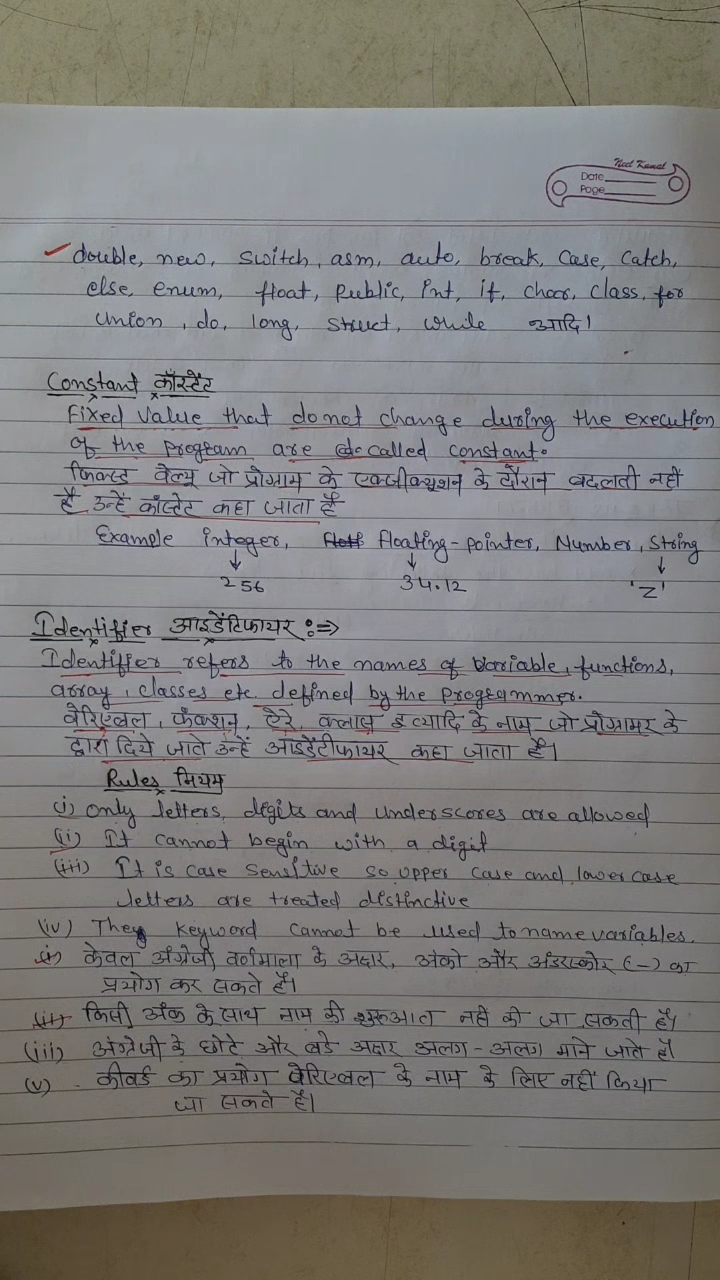 Neel Kamal
Date
Page
double, new, switch, asm, auto, break, case, catch,
else, enum, float, public, int, if, char, class, for
union, do, long, struct, while आदि।
Constant कॉस्टेंट
Fixed value that do not change during the execution
of the program are called constant.
फिक्स्ड वेल्यू जो प्रोग्राम के एक्जीक्यूशन के दौरान बदलती नहीं
है उन्हें कांस्टेट कहा जाता है
Example integer, floating-pointer, Number, String
256 34.12 'Z'
Identifier आइडेंटिफायर :⇒
Identifier refers to the names of variable, functions,
array, classes etc. defined by the programmer.
वेरिएबल, फंक्शन, ऐरे, क्लास इत्यादि के नाम जो प्रोग्रामर के
द्वारा दिये जाते उन्हें आइडेंटीफायर कहा जाता है।
Rules नियम
(i) only letters, digits and underscores are allowed
(ii) It cannot begin with a digit
(iii) It is case sensitive so upper case and lower case
letters are treated distinctive
(iv) They keyword cannot be used to name variables.
(i) केवल अंग्रेजी वर्णमाला के अक्षर, अंको और अंडरस्कोर (-) का
प्रयोग कर सकते है।
(ii) किसी अंक के साथ नाम की शुरुआत नही की जा सकती है।
(iii) अंग्रेजी के छोटे और बडे अक्षर अलग-अलग माने जाते है।
(v) . कीवर्ड का प्रयोग वेरिएबल के नाम के लिए नहीं किया
जा सकते है।